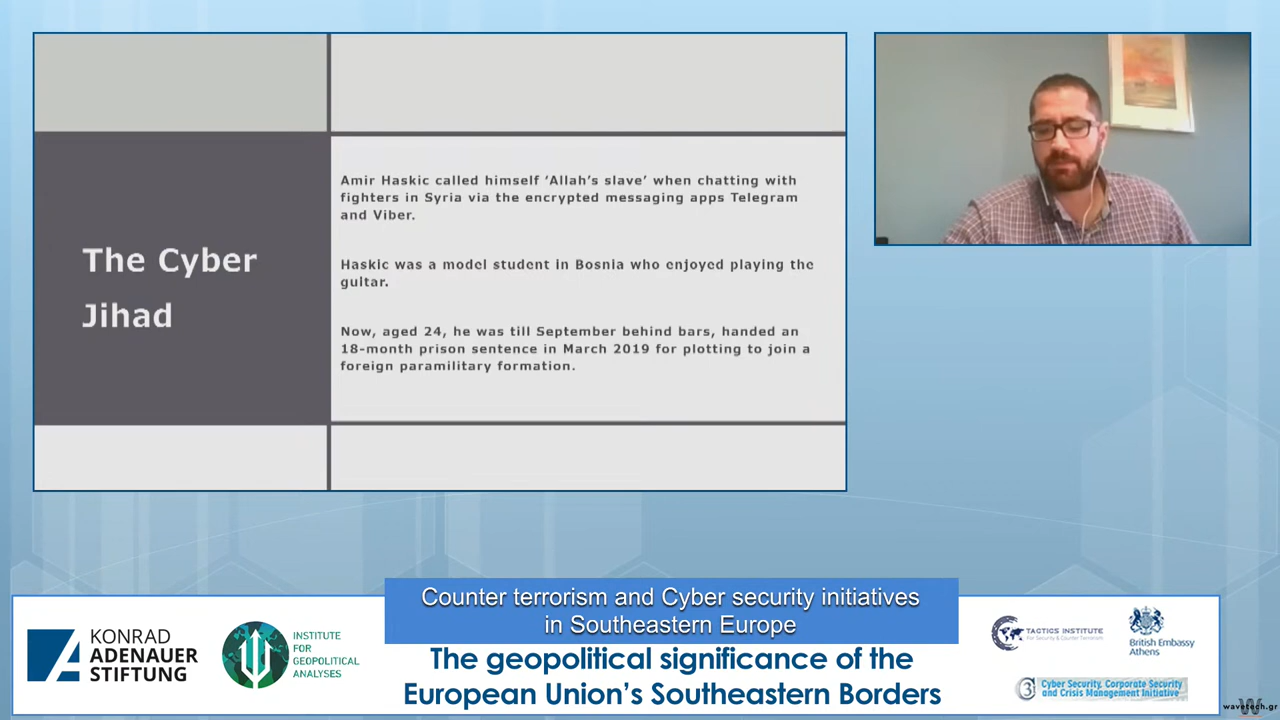 The Cyber
Jihad
Amir Haskic called himself ‘Allah’s slave’ when chatting with
fighters in Syria via the encrypted messaging apps Telegram
and Viber.
Haskic was a model student in Bosnia who enjoyed playing the
guitar.
Now, aged 24, he was till September behind bars, handed an
18-month prison sentence in March 2019 for plotting to join a
foreign paramilitary formation.
Counter terrorism and Cyber security initiatives
in Southeastern Europe
The geopolitical significance of the
European Union’s Southeastern Borders
KONRAD
ADENAUER
STIFTUNG
INSTITUTE
FOR
GEOPOLITICAL
ANALYSES
TACTICS INSTITUTE
For Security & Counter Terrorism
British Embassy
Athens
3
Cyber Security, Corporate Security
and Crisis Management Initiative
wavetech.gr